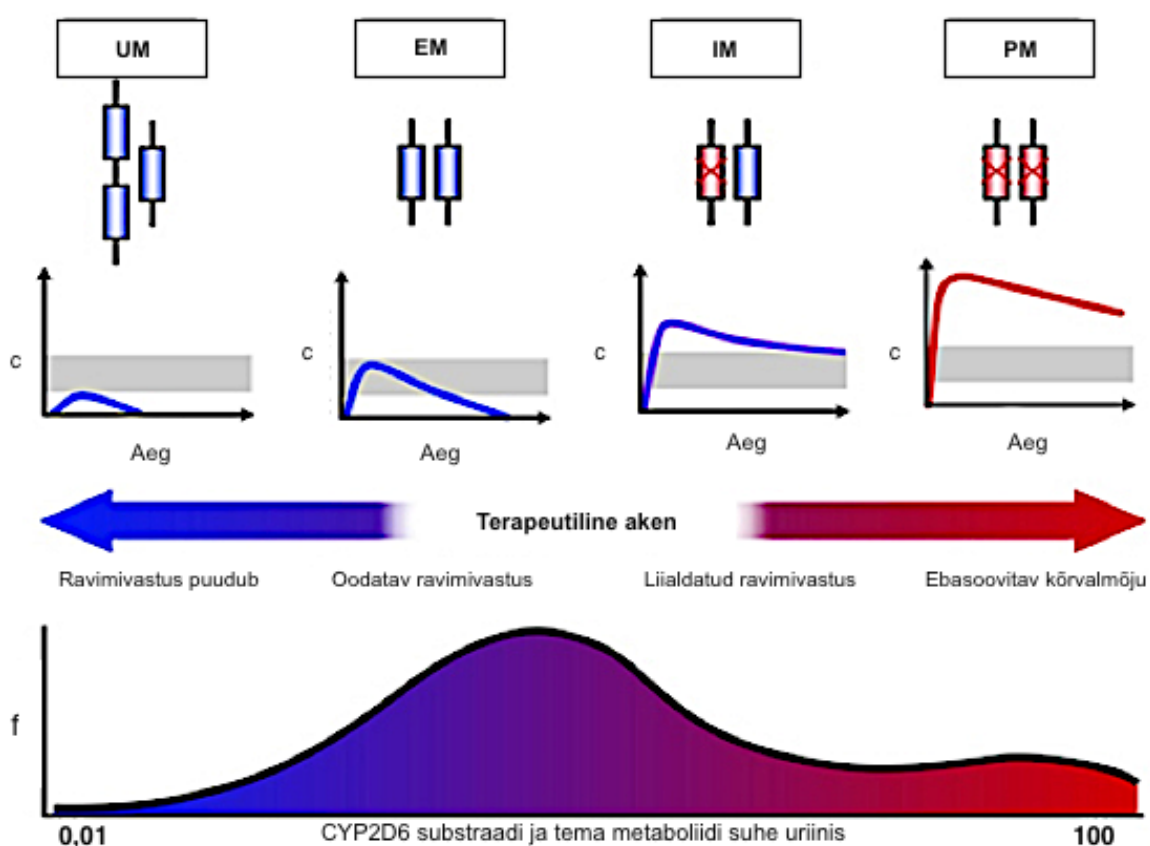 UM
EM
IM
PM
c
c
c
c
Aeg
Aeg
Aeg
Aeg
Terapeutiline aken
Ravimivastus puudub
Oodatav ravimivastus
Liialdatud ravimivastus
Ebasoovitav kõrvalmõju
f
0,01
CYP2D6 substraadi ja tema metaboliidi suhe uriinis
100